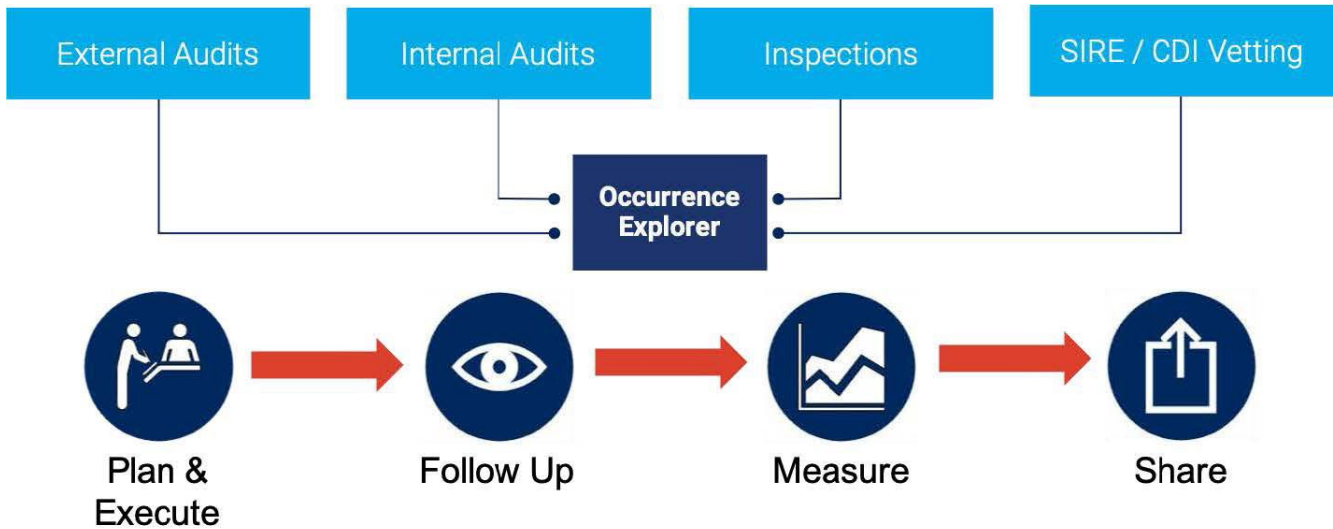 External Audits
Internal Audits
Inspections
SIRE / CDI Vetting
Occurrence
Explorer
Plan &
Execute
Follow Up
Measure
Share